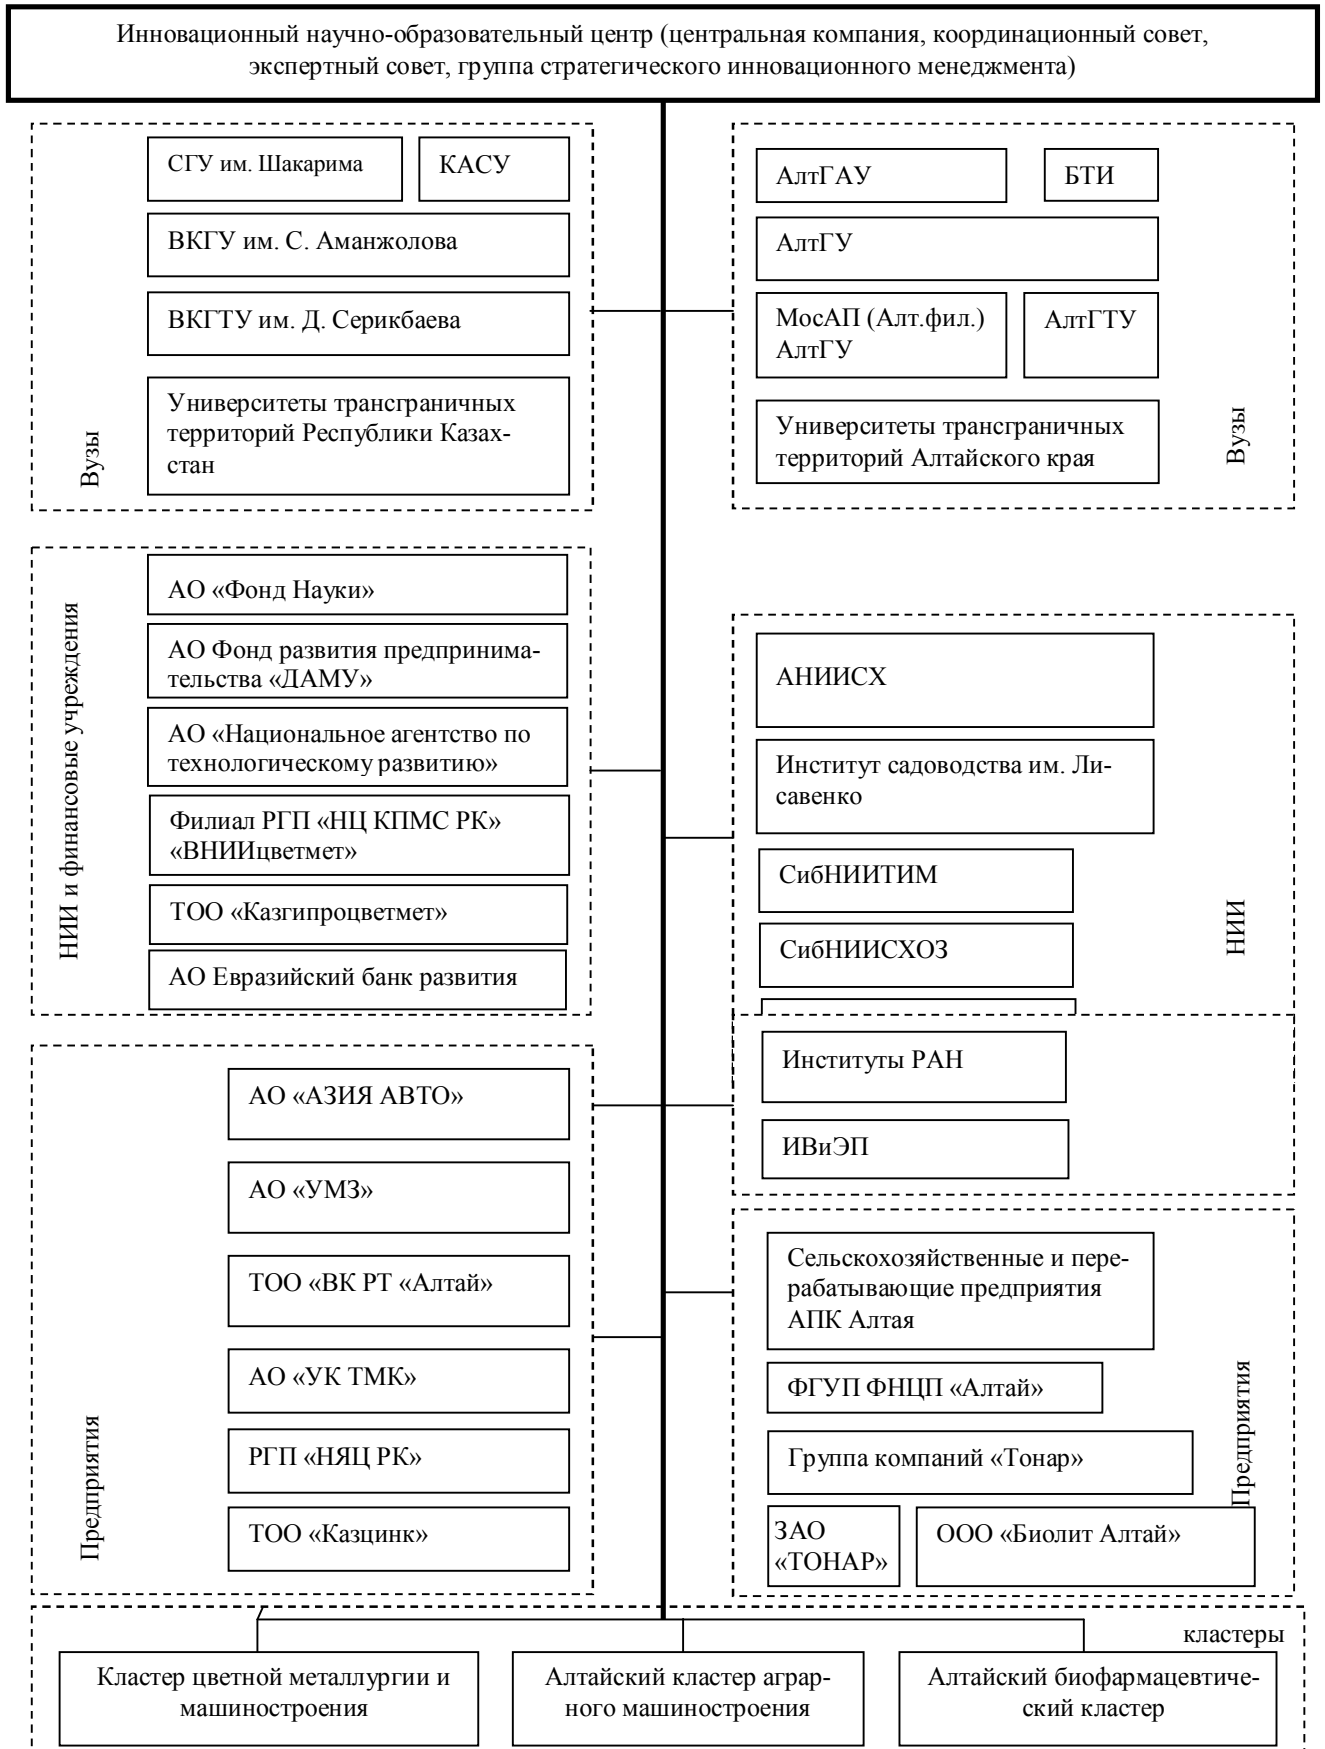 Инновационный научно-образовательный центр (центральная компания, координационный совет,
экспертный совет, группа стратегического инновационного менеджмента)
СГУ им. Шакарима
КАСУ
ВКГУ им. С. Аманжолова
ВКГТУ им. Д. Серикбаева
Университеты трансграничных
территорий Республики Казах-
стан
Вузы
АлтГАУ
БТИ
АлтГУ
МосАП (Алт.фил.)
АлтГУ
АлтГТУ
Университеты трансграничных
территорий Алтайского края
Вузы
АО «Фонд Науки»
АО Фонд развития предпринима-
тельства «ДАМУ»
АО «Национальное агентство по
технологическому развитию»
Филиал РГП «НЦ КПМС РК»
«ВНИИцветмет»
ТОО «Казгипроцветмет»
АО Евразийский банк развития
НИИ и финансовые учреждения
АНИИСХ
Институт садоводства им. Ли-
савенко
СибНИИТИМ
СибНИИСХОЗ
НИИ
Институты РАН
ИВиЭП
АО «АЗИЯ АВТО»
АО «УМЗ»
ТОО «ВК РТ «Алтай»
АО «УК ТМК»
РГП «НЯЦ РК»
ТОО «Казцинк»
Предприятия
Сельскохозяйственные и пере-
рабатывающие предприятия
АПК Алтая
ФГУП ФНЦП «Алтай»
Группа компаний «Тонар»
ЗАО
«ТОНАР»
ООО «Биолит Алтай»
Предприятия
кластеры
Кластер цветной металлургии и
машиностроения
Алтайский кластер аграр-
ного машиностроения
Алтайский биофармацевтиче-
ский кластер